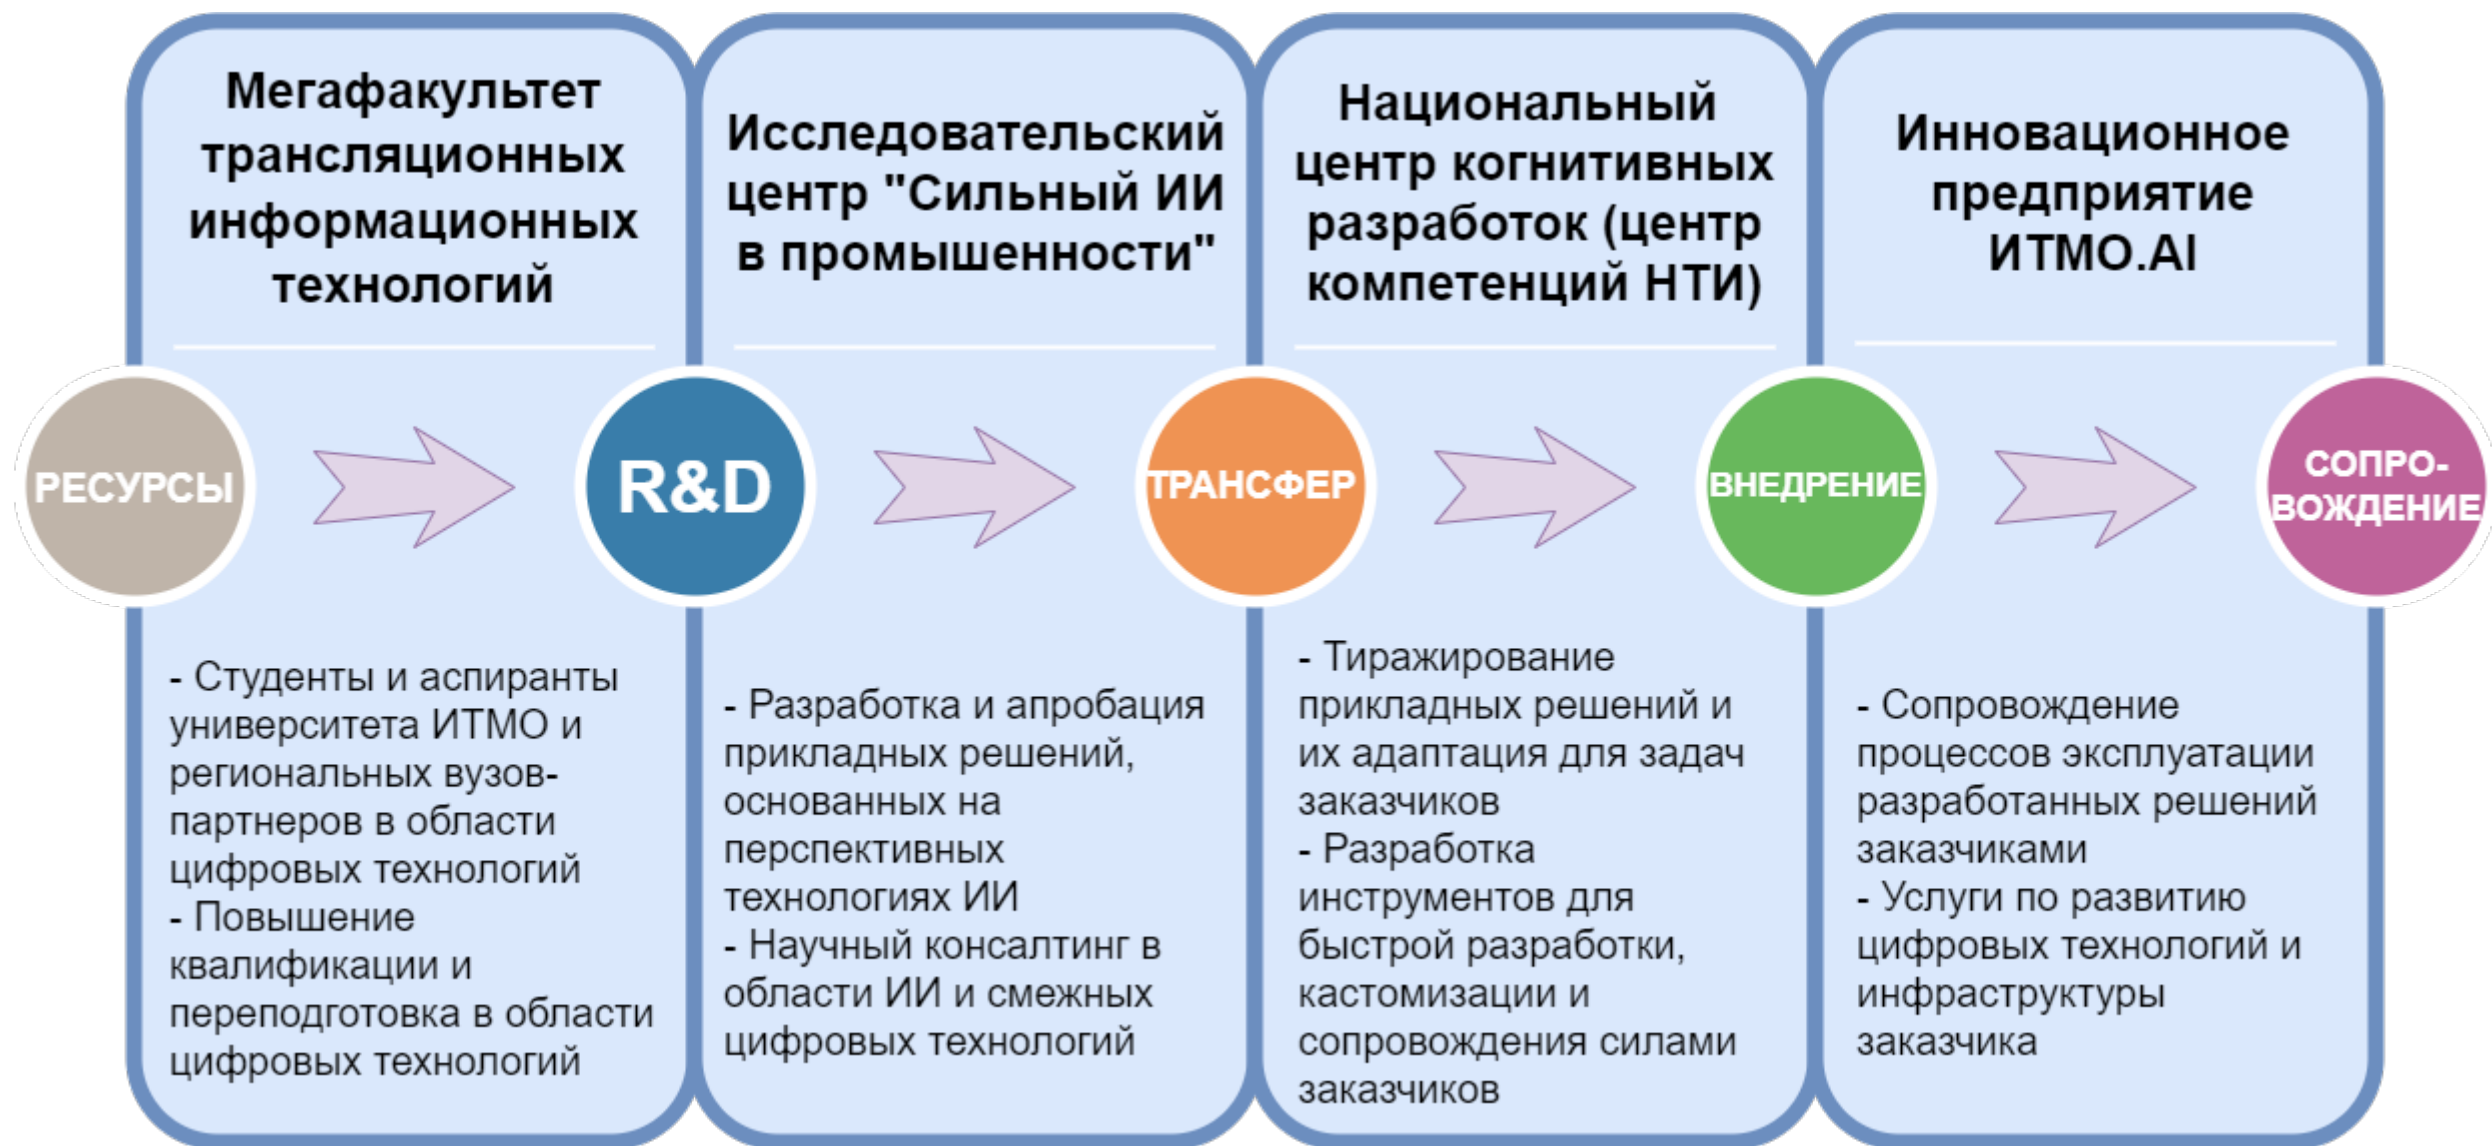 Мегафакультет
трансляционных
информационных
технологий
Исследовательский
центр "Сильный ИИ
в промышенности"
Национальный
центр когнитивных
разработок (центр
компетенций НТИ)
Инновационное
предприятие
ИТМО.AI
РЕСУРСЫ
R&D
ТРАНСФЕР
ВНЕДРЕНИЕ
СОПРО-
ВОЖДЕНИЕ
- Студенты и аспиранты
университета ИТМО и
региональных вузов-
партнеров в области
цифровых технологий
- Повышение
квалификации и
переподготовка в области
цифровых технологий
- Разработка и апробация
прикладных решений,
основанных на
перспективных
технологиях ИИ
- Научный консалтинг в
области ИИ и смежных
цифровых технологий
- Тиражирование
прикладных решений и
их адаптация для задач
заказчиков
- Разработка
инструментов для
быстрой разработки,
кастомизации и
сопровождения силами
заказчиков
- Сопровождение
процессов эксплуатации
разработанных решений
заказчиками
- Услуги по развитию
цифровых технологий и
инфраструктуры
заказчика